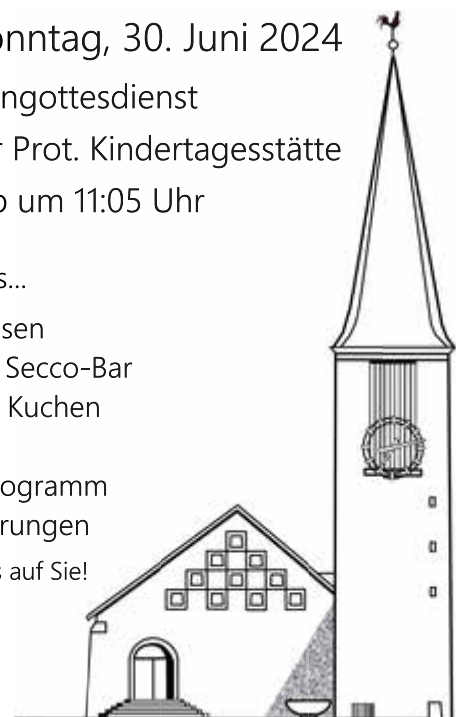 onntag, 30. Juni 2024
ngottesdienst
r Prot. Kindertagesstätte
o um 11:05 Uhr
s...
sen
Secco-Bar
Kuchen
ogramm
rungen
s auf Sie!